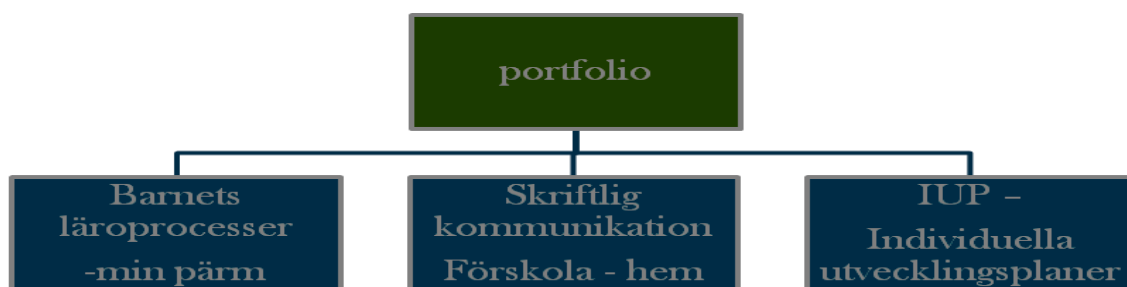 portfolio
Barnets
läroprocesser
-min pärm
Skriftlig
kommunikation
Förskola - hem
IUP –
Individuella
utvecklingsplaner